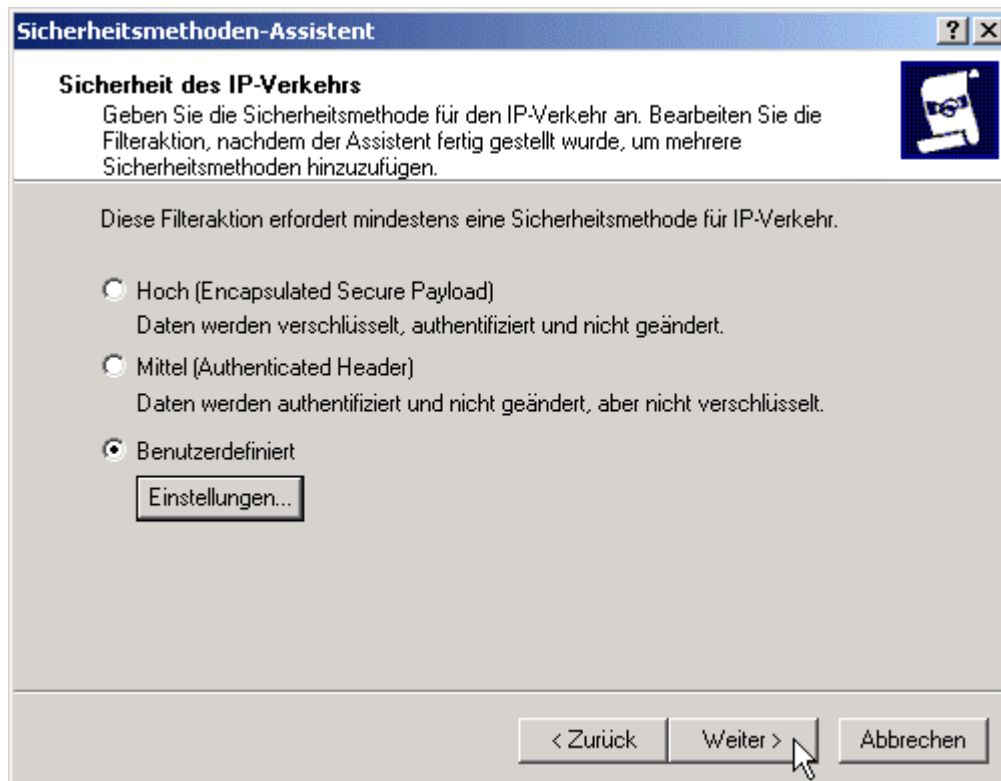 Sicherheitsmethoden-Assistent
Sicherheit des IP-Verkehrs
Geben Sie die Sicherheitsmethode für den IP-Verkehr an. Bearbeiten Sie die
Filteraktion, nachdem der Assistent fertig gestellt wurde, um mehrere
Sicherheitsmethoden hinzuzufügen.
Diese Filteraktion erfordert mindestens eine Sicherheitsmethode für IP-Verkehr.
Hoch (Encapsulated Secure Payload)
Daten werden verschlüsselt, authentifiziert und nicht geändert.
Mittel (Authenticated Header)
Daten werden authentifiziert und nicht geändert, aber nicht verschlüsselt.
Benutzerdefiniert
Einstellungen...
< Zurück Weiter > Abbrechen